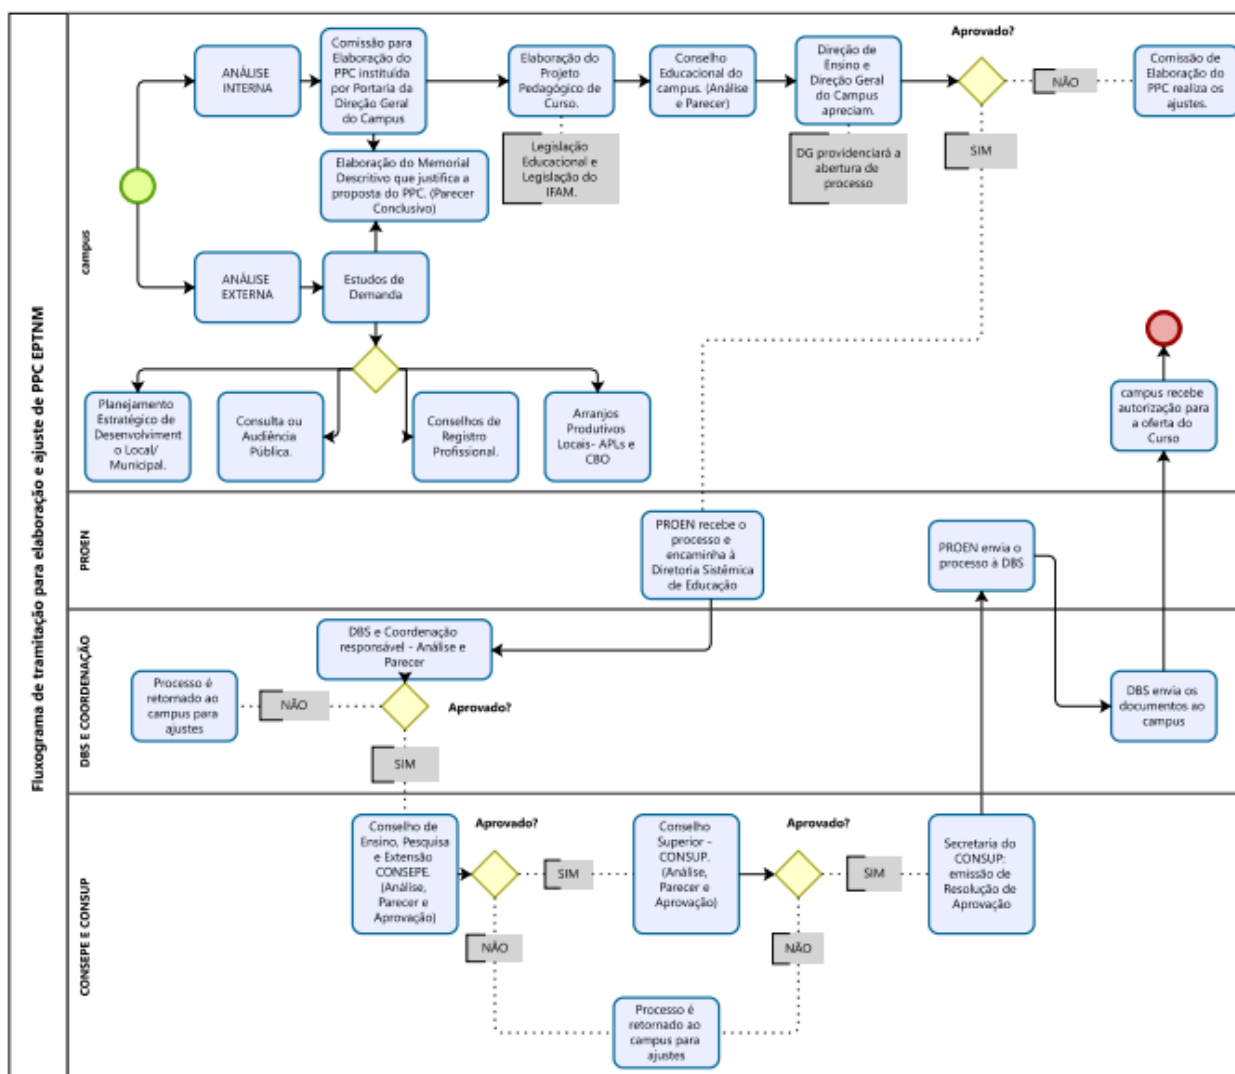 Fluxograma de tramitação para elaboração e ajuste de PPC EPTNM
campus
ANÁLISE
INTERNA
Comissão para
Elaboração do
PPC instituída
por Portaria da
Direção Geral
do Campus
Elaboração do
Projeto
Pedagógico de
Curso.
Conselho
Educacional do
campus. (Análise
e Parecer)
Direção de
Ensino e
Direção Geral
do Campus
apreciam.
Aprovado?
NÃO
Comissão de
Elaboração do
PPC realiza os
ajustes.
Legislação
Educacional e
Legislação do
IFAM.
DG providenciará a
abertura de
processo
SIM
Elaboração do Memorial
Descritivo que justifica a
proposta do PPC. (Parecer
Conclusivo)
ANÁLISE
EXTERNA
Estudos de
Demanda
Planejamento
Estratégico de
Desenvolviment
o Local/
Municipal.
Consulta ou
Audiência
Pública.
Conselhos de
Registro
Profissional.
Arranjos
Produtivos
Locais- APLs e
CBO
campus recebe
autorização para
a oferta do
Curso
PROEN
PROEN recebe o
processo e
encaminha à
Diretoria Sistêmica
de Educação
PROEN envia o
processo à DBS
DBS E COORDENAÇÃO
DBS e Coordenação
responsável - Análise e
Parecer
Processo é
retornado ao
campus para
ajustes
NÃO
Aprovado?
SIM
DBS envia os
documentos ao
campus
CONSEPE E CONSUP
Conselho de
Ensino, Pesquisa
e Extensão
CONSEPE.
(Análise,
Parecer e
Aprovação)
Aprovado?
SIM
NÃO
Conselho
Superior -
CONSUP.
(Análise,
Parecer e
Aprovação)
Aprovado?
SIM
NÃO
Secretaria do
CONSUP:
emissão de
Resolução de
Aprovação
Processo é
retornado ao
campus para
ajustes